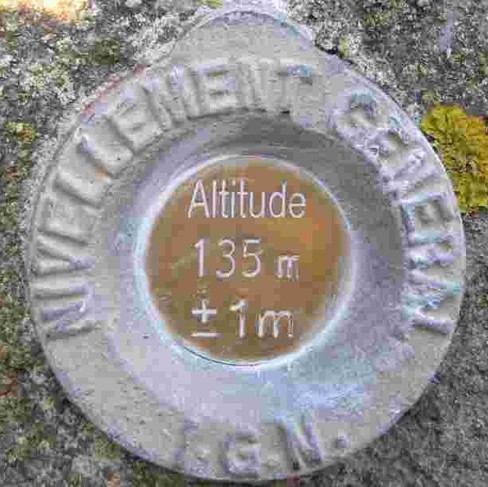 NIVELLEMENT GENERAL
Altitude
135 m
± 1m
I.G.N.